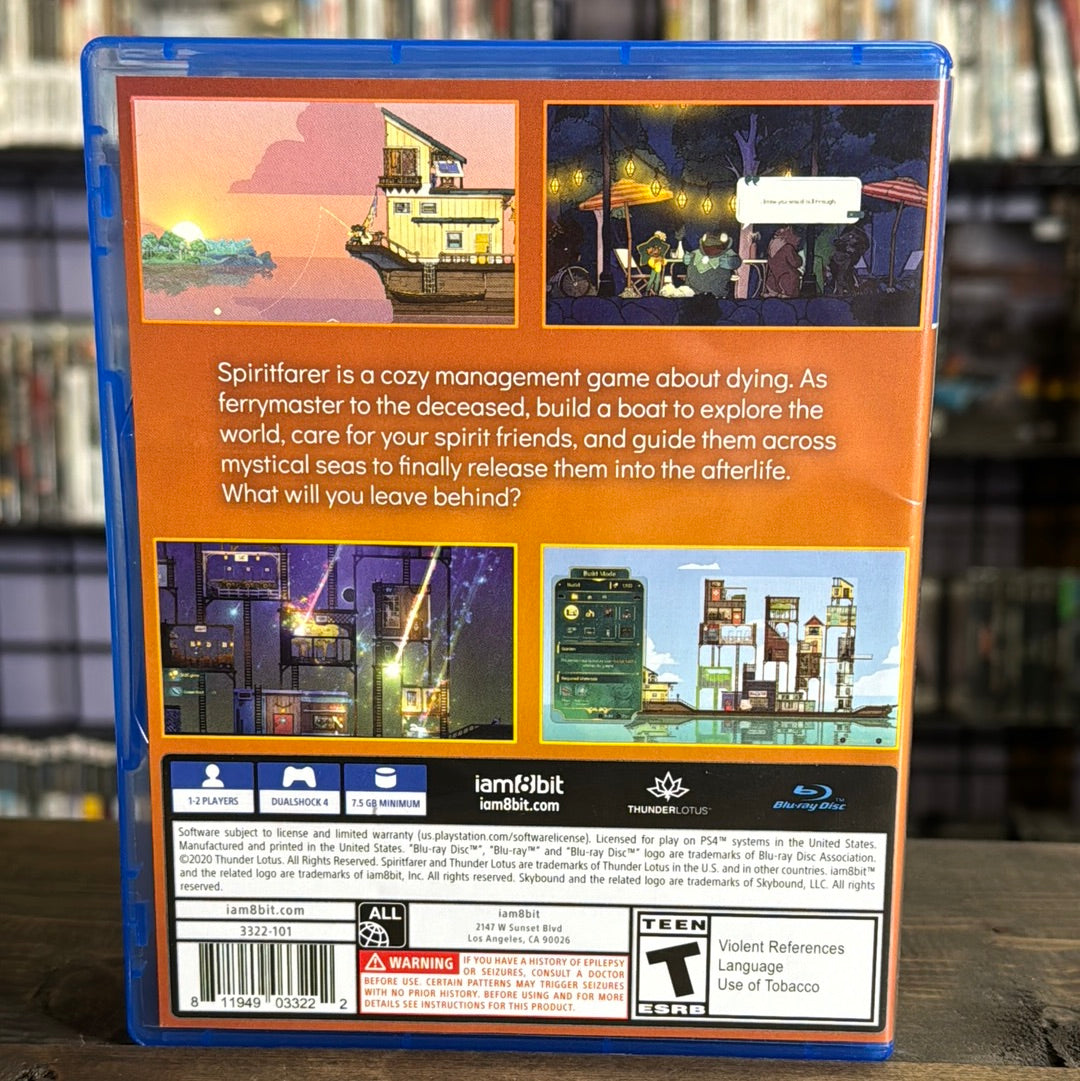 Spiritfarer is a cozy management game about dying. As
ferrymaster to the deceased, build a boat to explore the
world, care for your spirit friends, and guide them across
mystical seas to finally release them into the afterlife.
What will you leave behind?
Build Mode
Build
Garden
Required Materials
1-2 PLAYERS
DUALSHOCK 4
7.5 GB MINIMUM
iam8bit
iam8bit.com
THUNDERLOTUS™
Blu-ray Disc™
Software subject to license and limited warranty (us.playstation.com/softwarelicense). Licensed for play on PS4™ systems in the United States.
Manufactured and printed in the United States. "Blu-ray Disc™", "Blu-ray™" and "Blu-ray Disc™" logo are trademarks of Blu-ray Disc Association.
©2020 Thunder Lotus. All Rights Reserved. Spiritfarer and Thunder Lotus are trademarks of Thunder Lotus in the U.S. and in other countries. iam8bit™
and the related logo are trademarks of iam8bit, Inc. All rights reserved. Skybound and the related logo are trademarks of Skybound, LLC. All rights
reserved.
iam8bit.com
3322-101
8 11949 03322 2
ALL
iam8bit
2147 W Sunset Blvd
Los Angeles, CA 90026
WARNING IF YOU HAVE A HISTORY OF EPILEPSY
OR SEIZURES, CONSULT A DOCTOR
BEFORE USE. CERTAIN PATTERNS MAY TRIGGER SEIZURES
WITH NO PRIOR HISTORY. BEFORE USING AND FOR MORE
DETAILS SEE INSTRUCTIONS FOR THIS PRODUCT.
TEEN
T
ESRB
Violent References
Language
Use of Tobacco